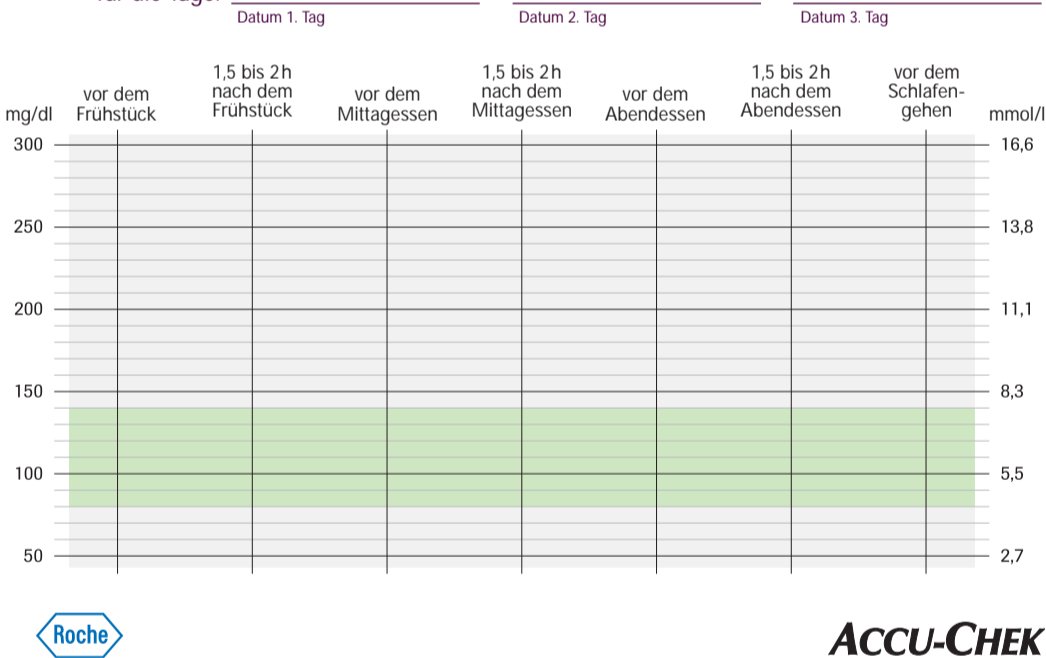 für die Tage:
Datum 1. Tag Datum 2. Tag Datum 3. Tag
mg/dl
vor dem
Frühstück
1,5 bis 2 h
nach dem
Frühstück
vor dem
Mittagessen
1,5 bis 2 h
nach dem
Mittagessen
vor dem
Abendessen
1,5 bis 2 h
nach dem
Abendessen
vor dem
Schlafen-
gehen
mmol/l
300 16,6
250 13,8
200 11,1
150 8,3
100 5,5
50 2,7
Roche
ACCU-CHEK